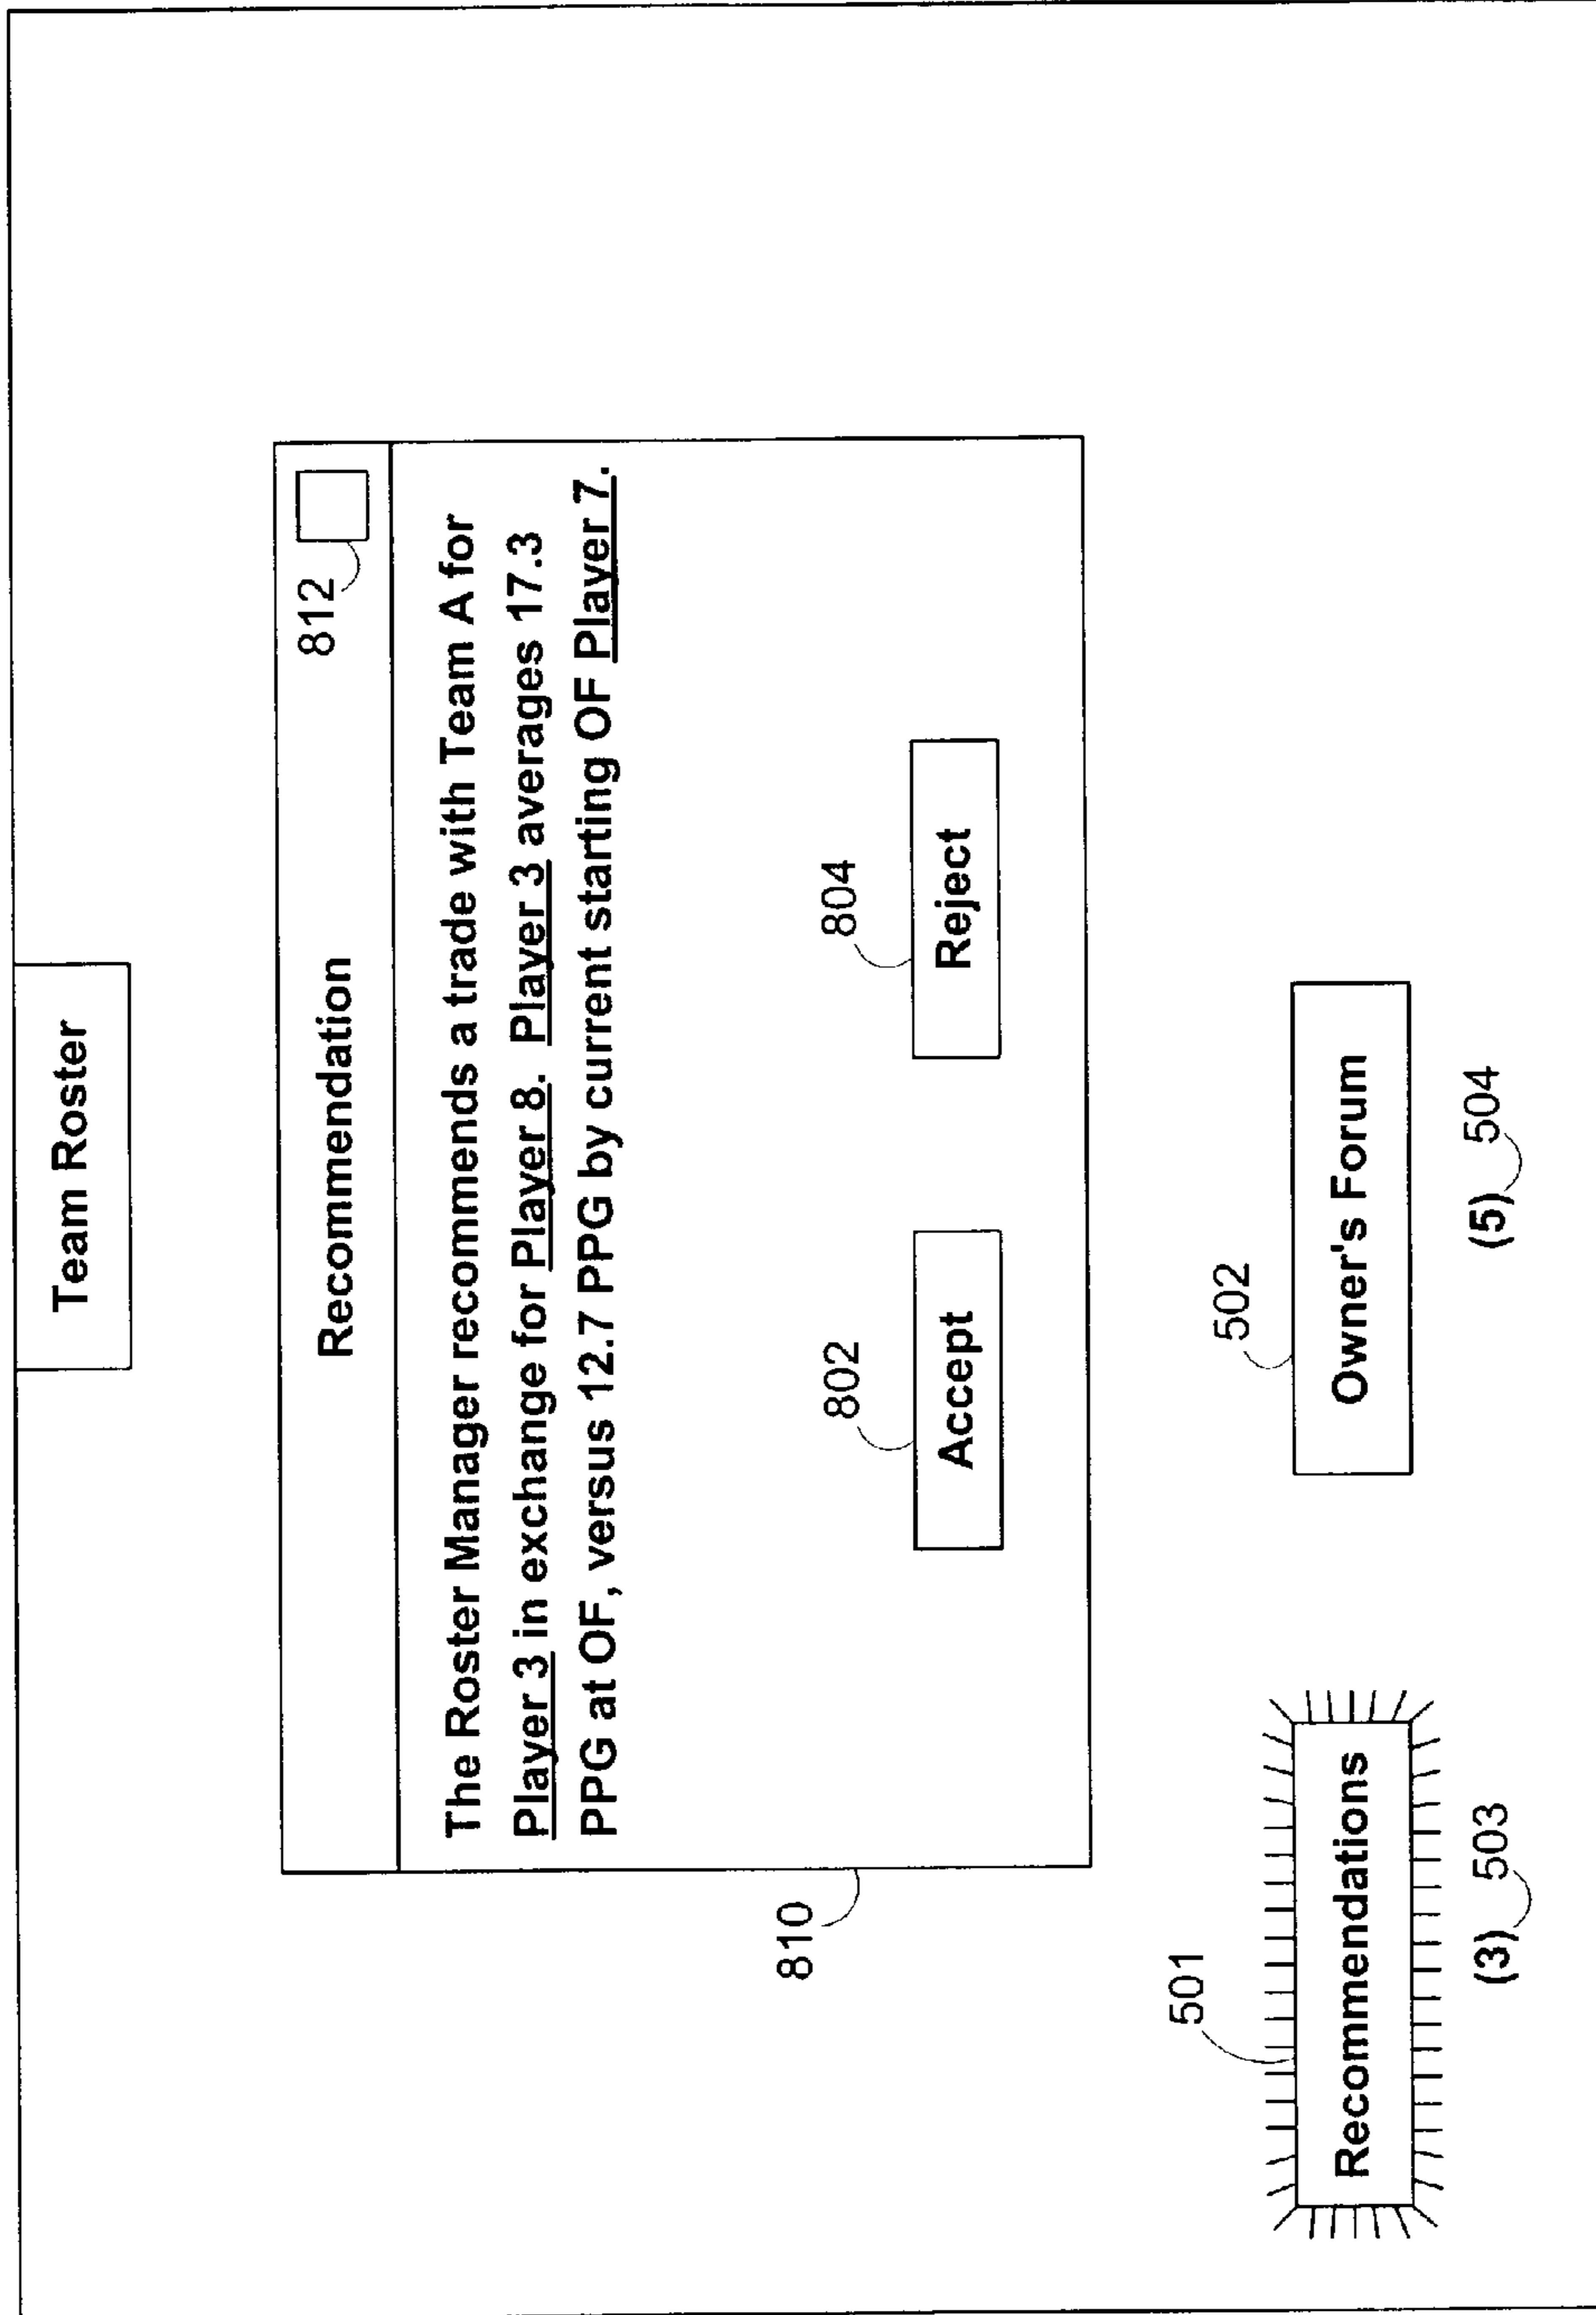 Team Roster
Recommendation
812
The Roster Manager recommends a trade with Team A for
Player 3 in exchange for Player 8. Player 3 averages 17.3
PPG at OF, versus 12.7 PPG by current starting OF Player 7.
810
802
804
Accept
Reject
501
502
Recommendations
Owner's Forum
(3) 503
(5) 504